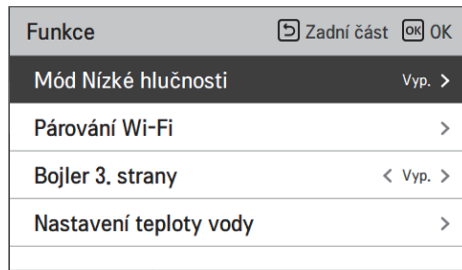 Funkce Zadní část OK OK
Mód Nízké hlučnosti Vyp. >
Párování Wi-Fi >
Bojler 3. strany < Vyp. >
Nastavení teploty vody >